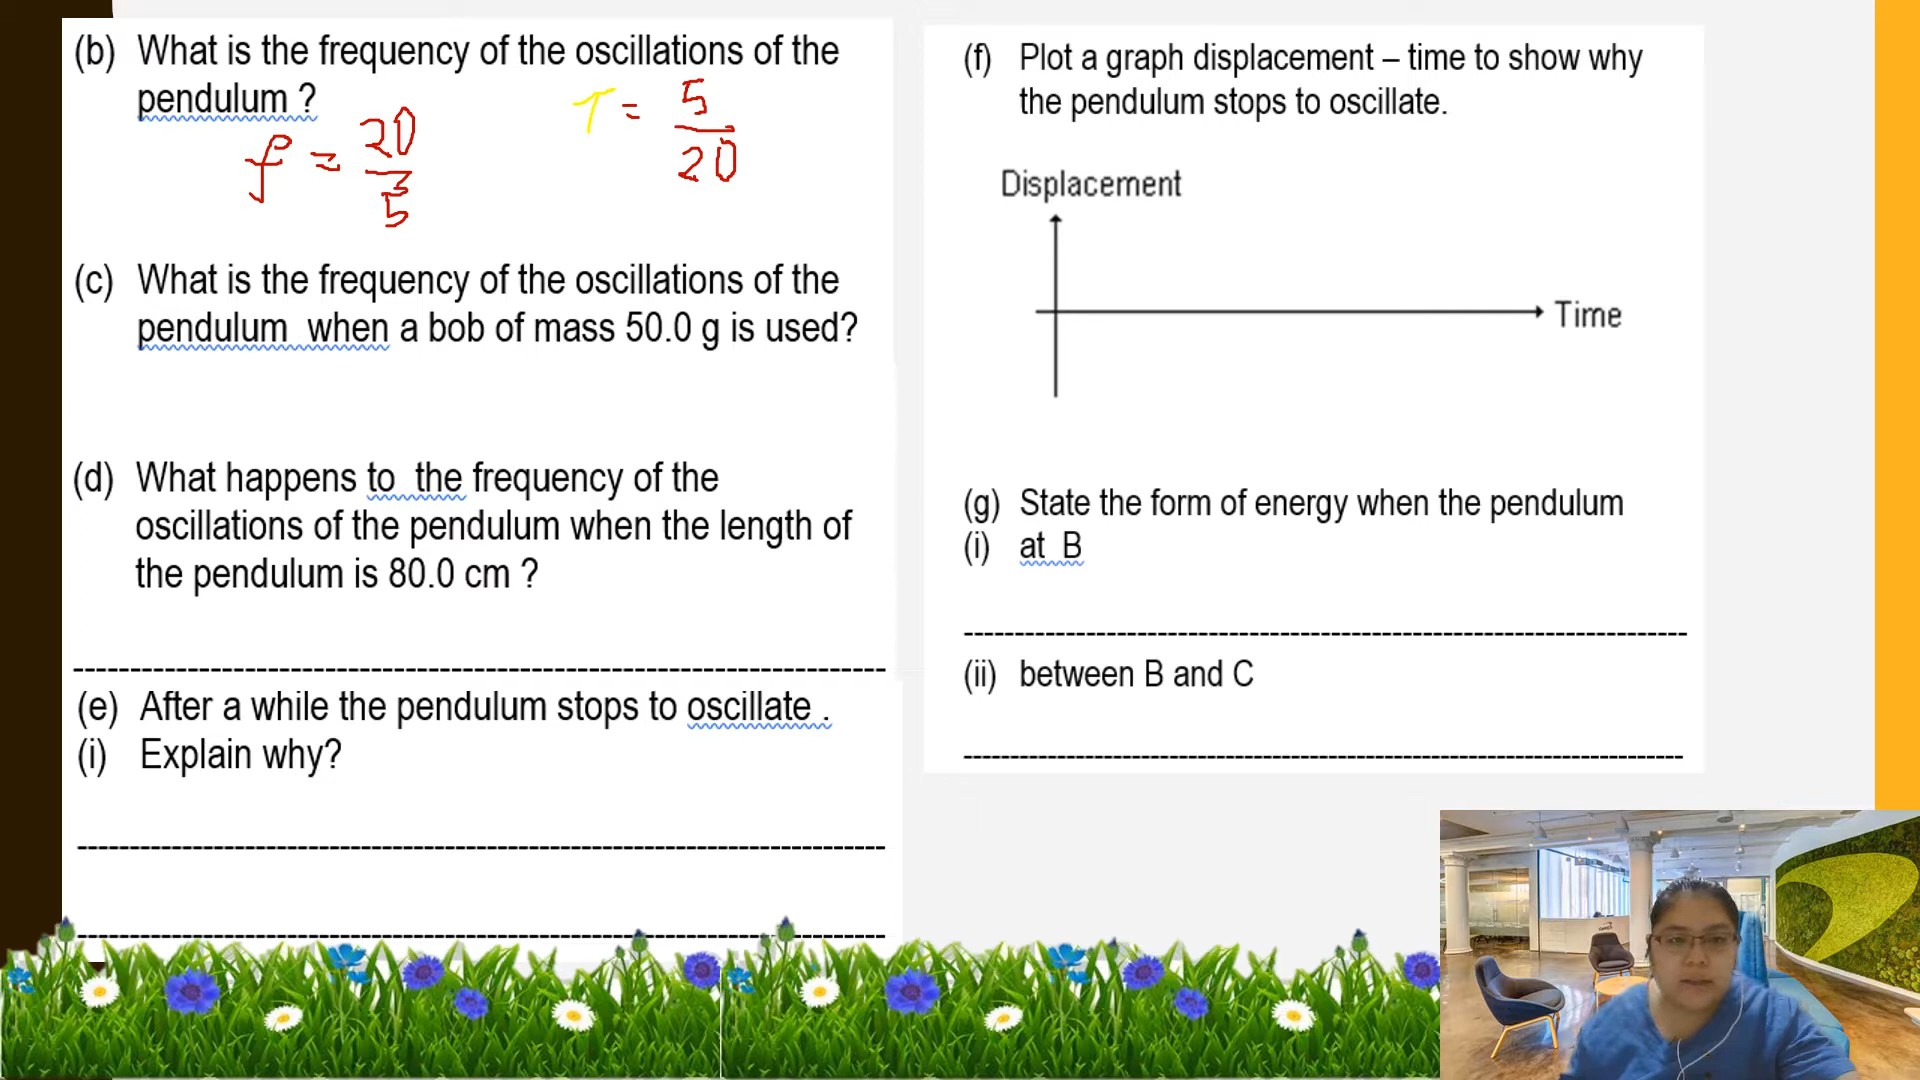 (b) What is the frequency of the oscillations of the
pendulum ?
f = 20
5
T = 5
20
(c) What is the frequency of the oscillations of the
pendulum when a bob of mass 50.0 g is used?
(d) What happens to the frequency of the
oscillations of the pendulum when the length of
the pendulum is 80.0 cm ?
(e) After a while the pendulum stops to oscillate .
(i) Explain why?
(f) Plot a graph displacement – time to show why
the pendulum stops to oscillate.
Displacement
Time
(g) State the form of energy when the pendulum
(i) at B
(ii) between B and C